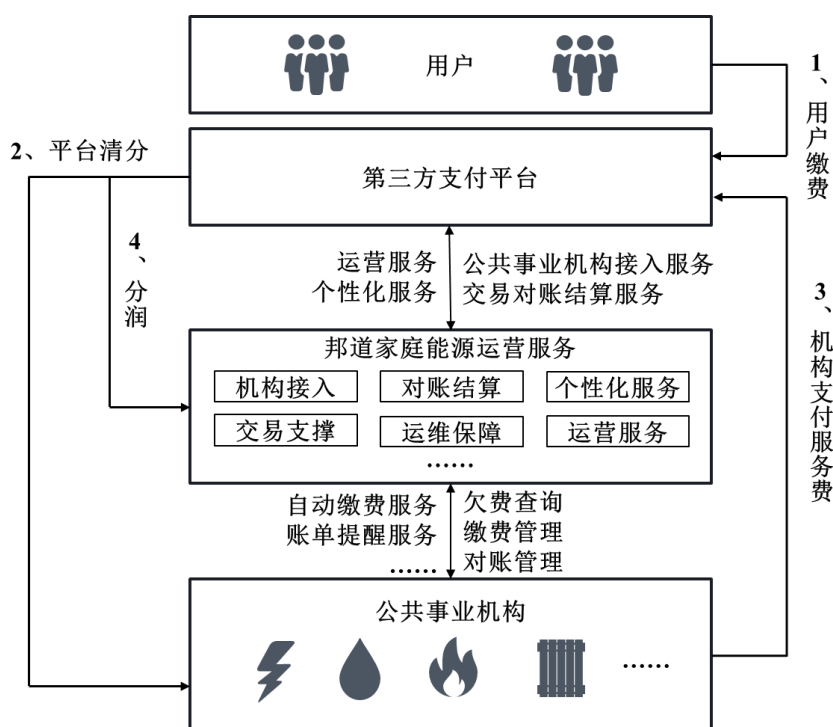 用户
1、用户缴费
2、平台清分
第三方支付平台
4、分润
运营服务
个性化服务
公共事业机构接入服务
交易对账结算服务
3、机构支付服务费
邦道家庭能源运营服务
机构接入
对账结算
个性化服务
交易支撑
运维保障
运营服务
……
自动缴费服务
账单提醒服务
……
欠费查询
缴费管理
对账管理
公共事业机构
……